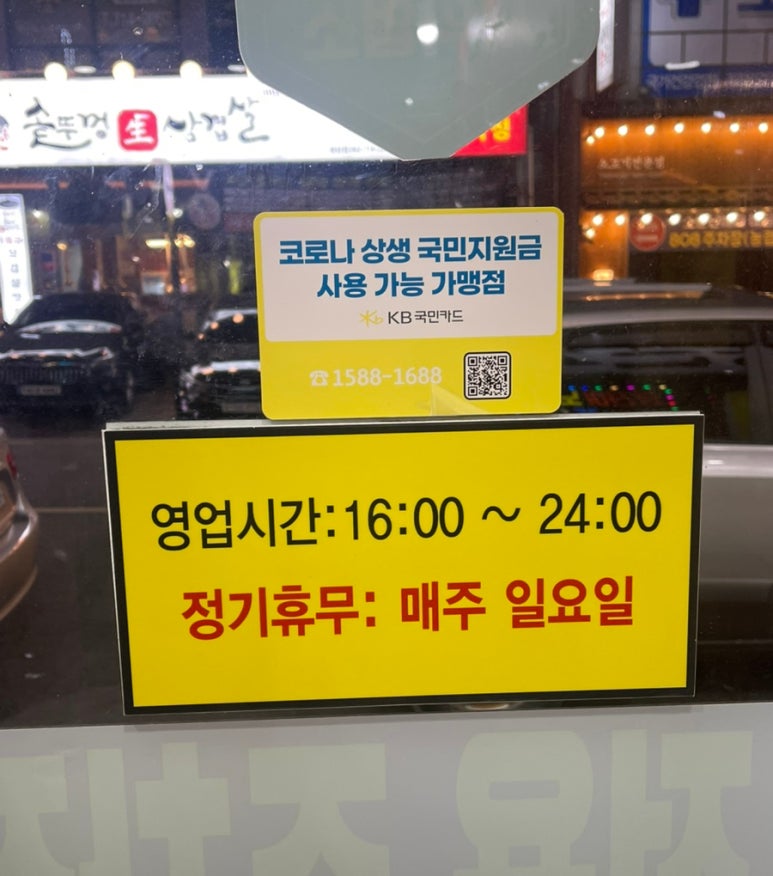 솥뚜껑 生 삼겹살
코로나 상생 국민지원금
사용 가능 가맹점
KB국민카드
☎1588-1688
영업시간:16:00 ~ 24:00
정기휴무: 매주 일요일